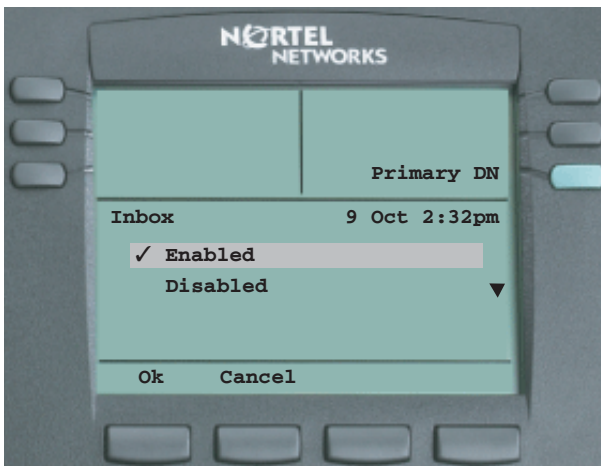 NORTEL
NETWORKS
Primary DN
Inbox 9 Oct 2:32pm
✓ Enabled
Disabled ▼
Ok Cancel